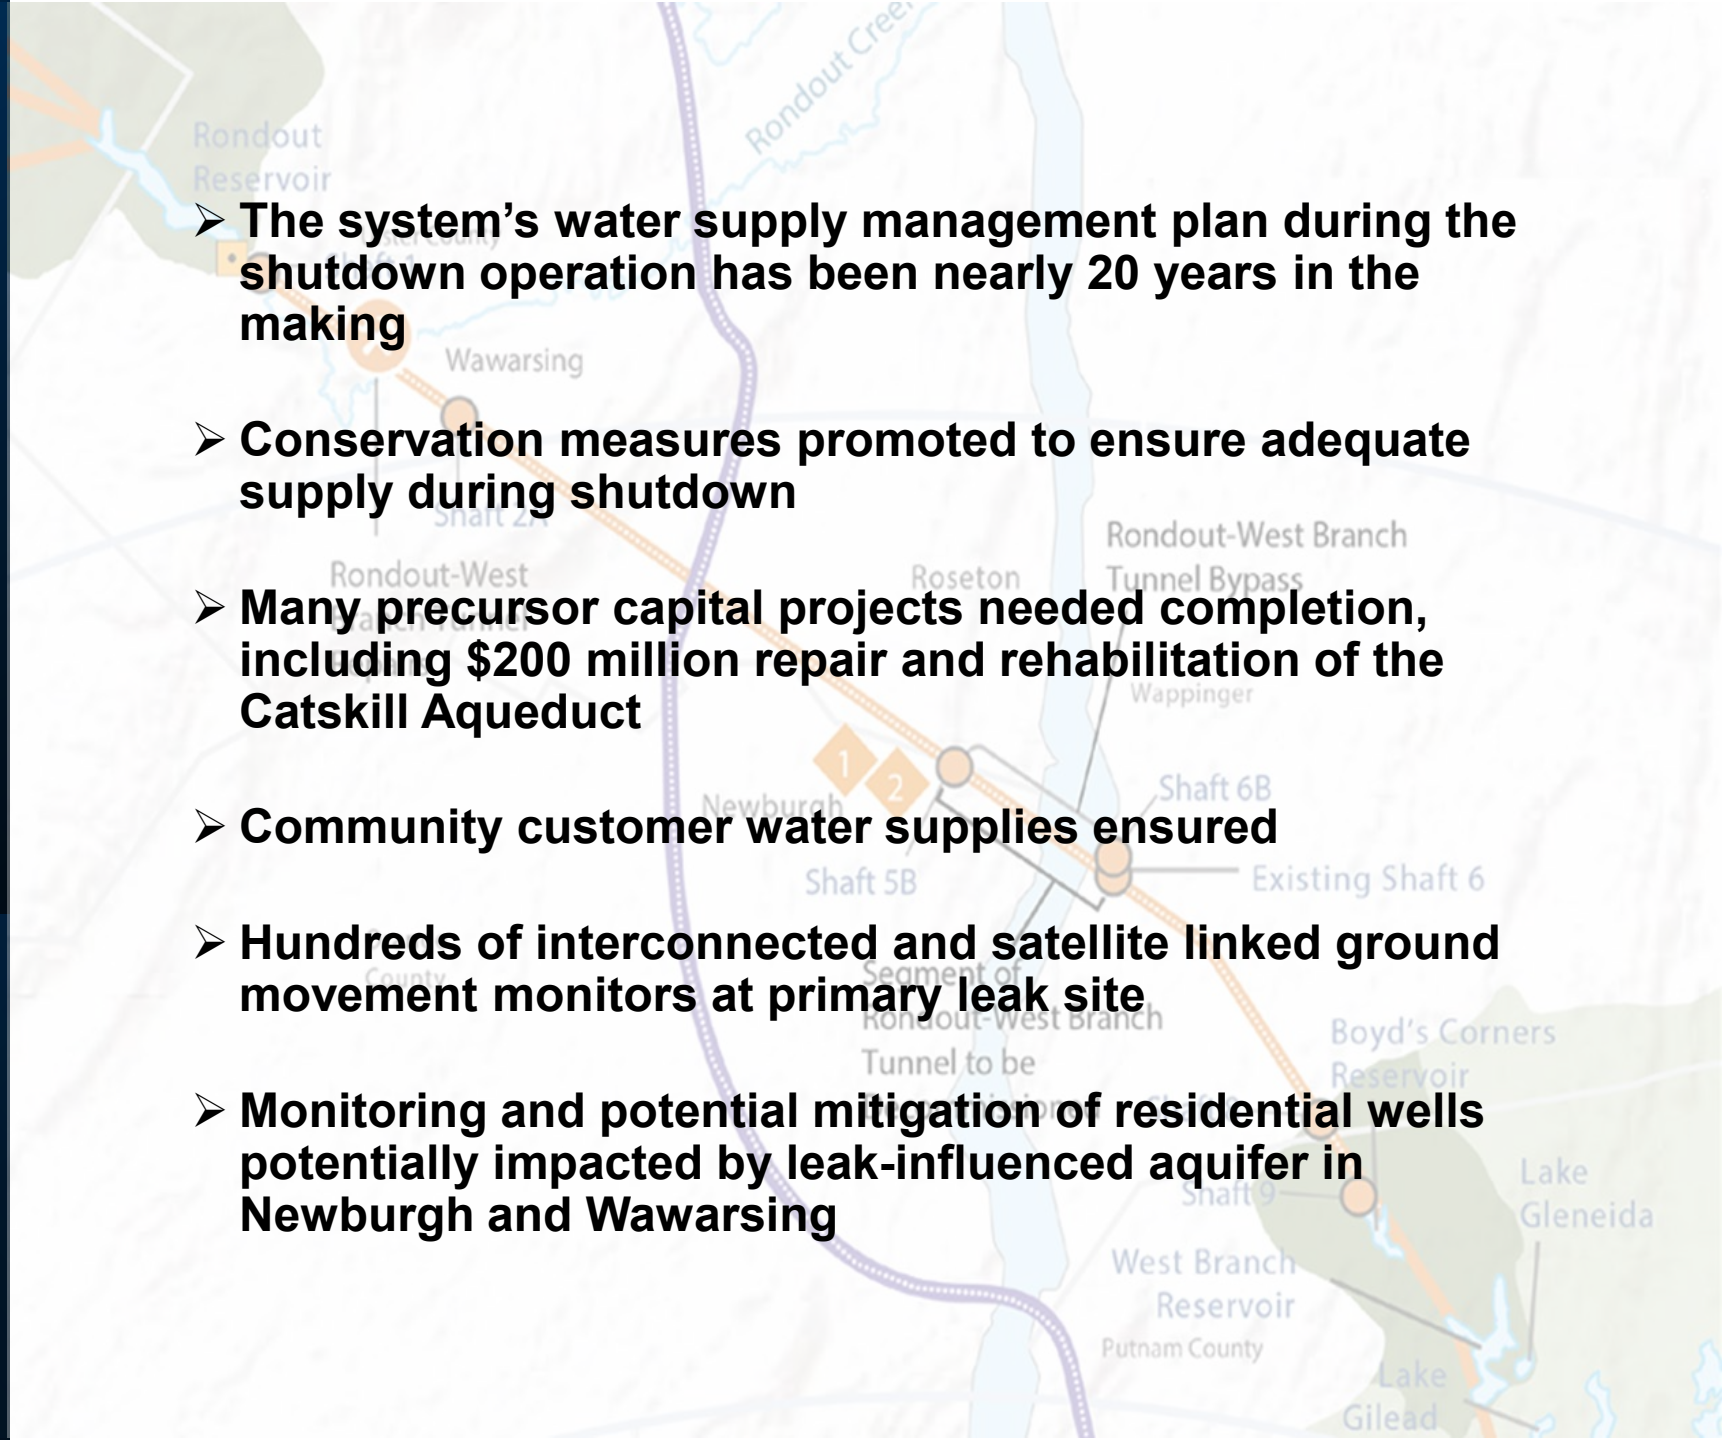 Rondout Creek
Rondout
Reservoir
➢ The system’s water supply management plan during the
shutdown operation has been nearly 20 years in the
making
Wawarsing
➢ Conservation measures promoted to ensure adequate
supply during shutdown
Shaft 2A
Rondout-West Branch
Tunnel Bypass
Rondout-West
Roseton
➢ Many precursor capital projects needed completion,
including $200 million repair and rehabilitation of the
Catskill Aqueduct
Wappinger
1
2
Shaft 6B
Newburgh
➢ Community customer water supplies ensured
Shaft 5B
Existing Shaft 6
➢ Hundreds of interconnected and satellite linked ground
movement monitors at primary leak site
County
Segment of
Rondout-West Branch
Tunnel to be
Decommissioned
Boyd’s Corners
Reservoir
➢ Monitoring and potential mitigation of residential wells
potentially impacted by leak-influenced aquifer in
Newburgh and Wawarsing
Shaft 9
Lake
Gleneida
West Branch
Reservoir
Putnam County
Lake
Gilead